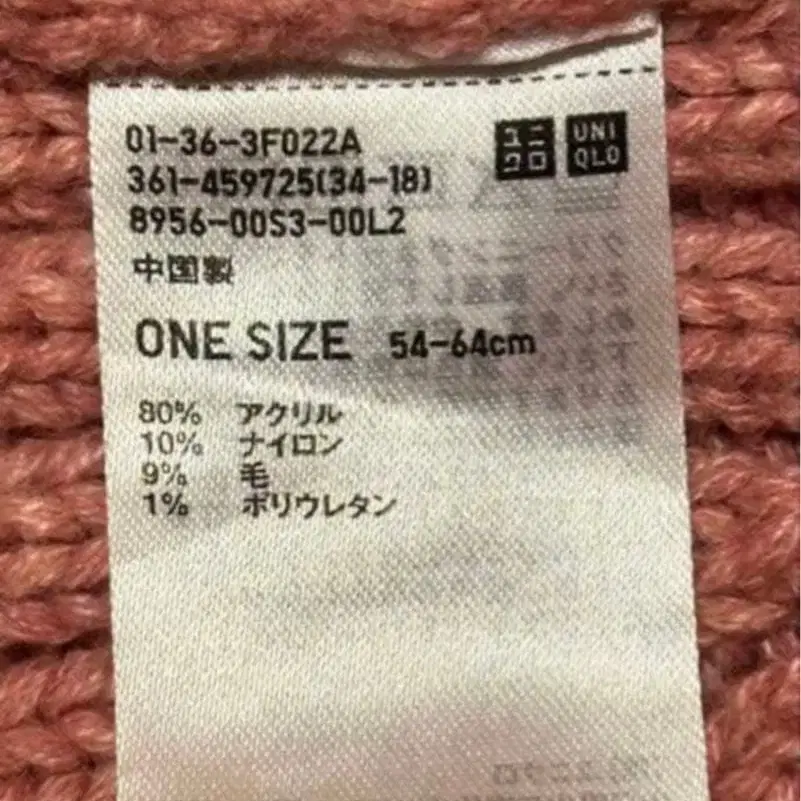 01-36-3F022A
ユニクロ
UNIQLO
361-459725(34-18)
8956-00S3-00L2
中国製
ONE SIZE 54-64cm
80% アクリル
10% ナイロン
9% 毛
1% ポリウレタン